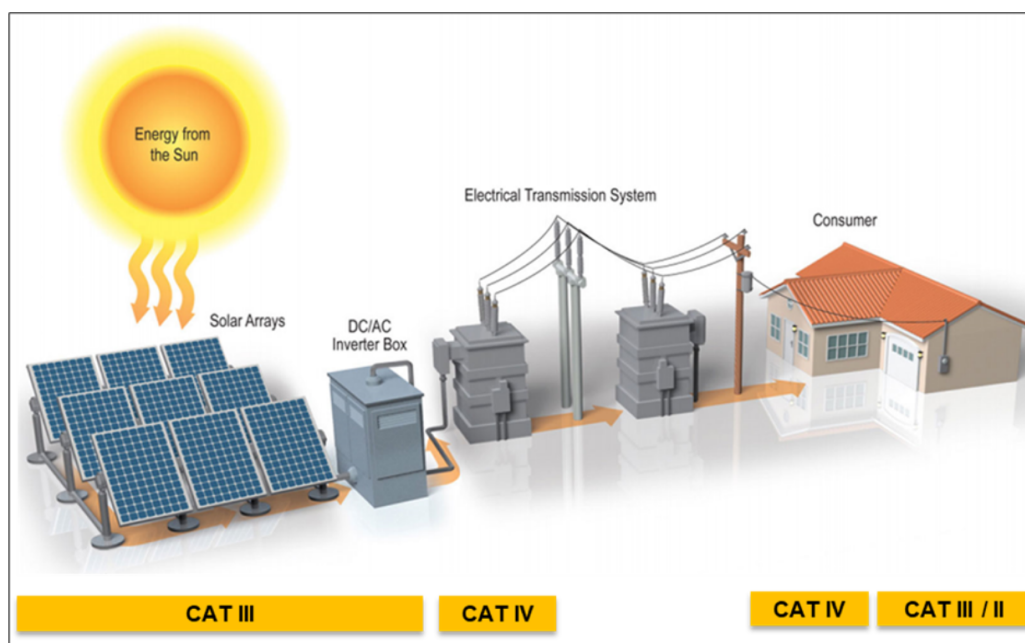 Energy from
the Sun
Electrical Transmission System
Consumer
Solar Arrays
DC/AC
Inverter Box
CAT III
CAT IV
CAT IV
CAT III / II